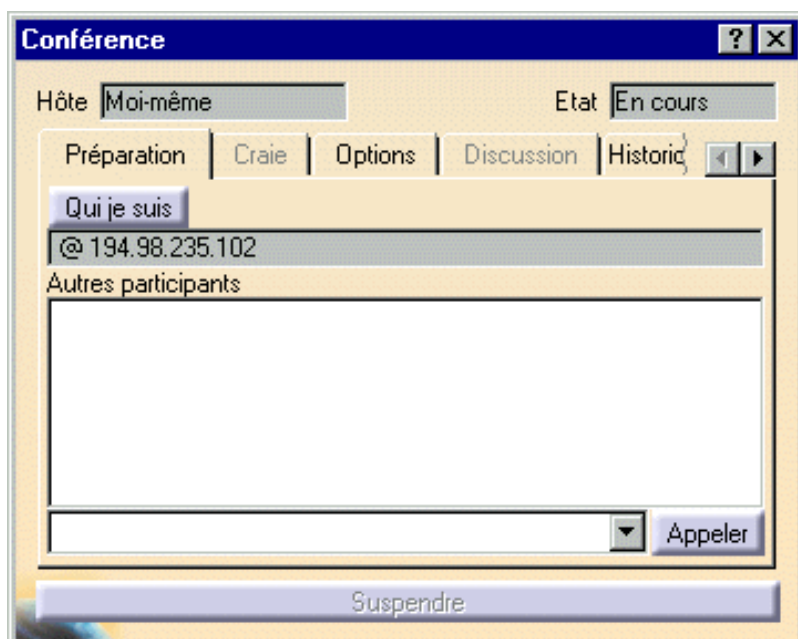 Conférence
Hôte Moi-même Etat En cours
Préparation Craie Options Discussion Historiq
Qui je suis
@ 194.98.235.102
Autres participants
Appeler
Suspendre